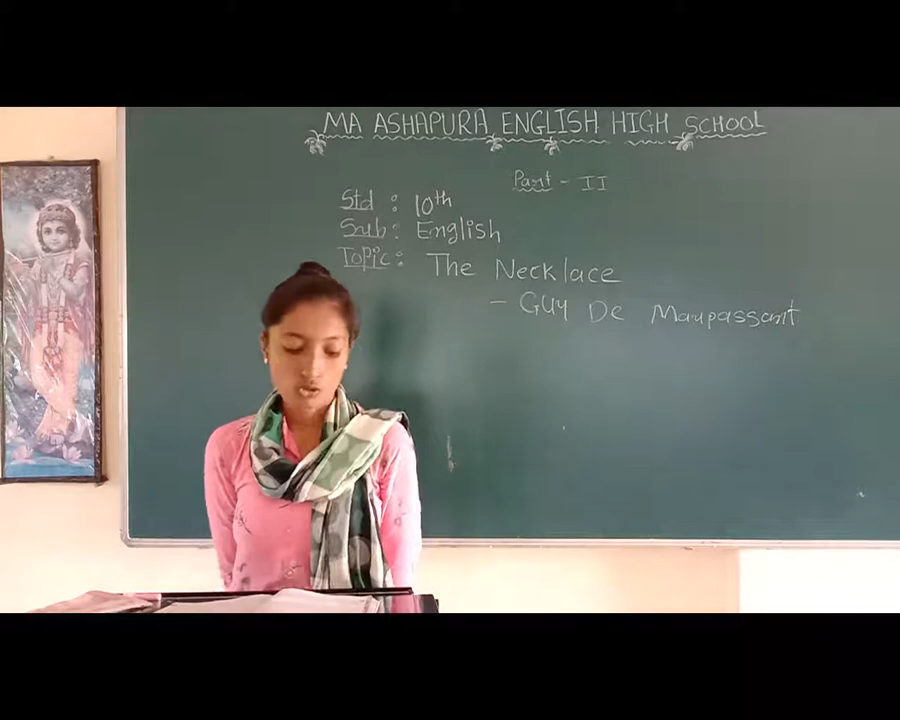 MA ASHAPURA ENGLISH HIGH SCHOOL
Part - II
Std : 10th
Sub : English
Topic : The Necklace
- Guy De Maupassant